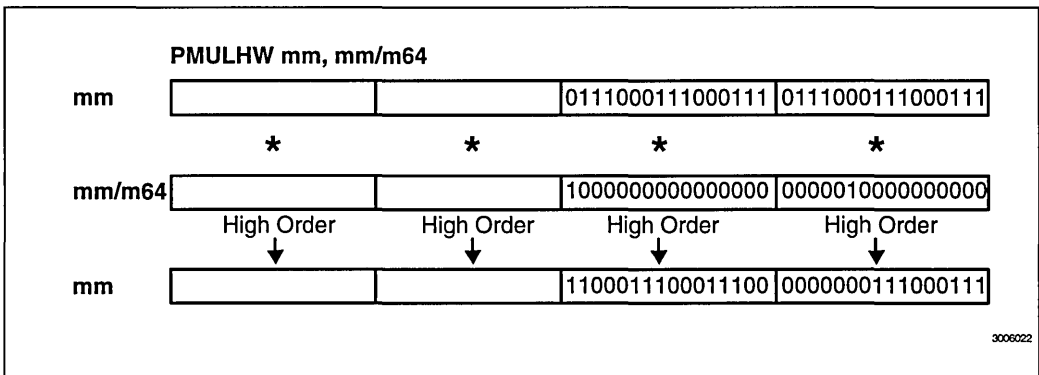 PMULHW mm, mm/m64
mm 0111000111000111 0111000111000111
* * * *
mm/m64 1000000000000000 0000010000000000
High Order High Order High Order High Order
mm 1100011100011100 0000000111000111
3006022